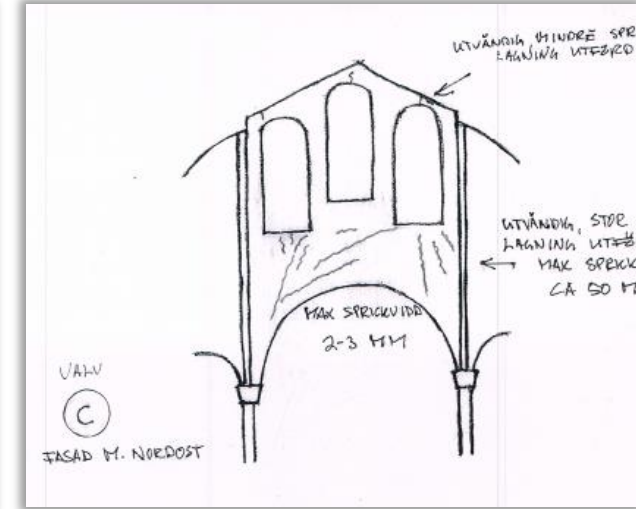 UTVÄNDIG MINDRE SPR
LAGNING UTFÖRD
UTVÄNDIG, STOR
LAGNING UTFÖ
MAX SPRICK
CA 50 M
MAX SPRICKVIDD
2-3 MM
VALV
C
FASAD M. NORDOST